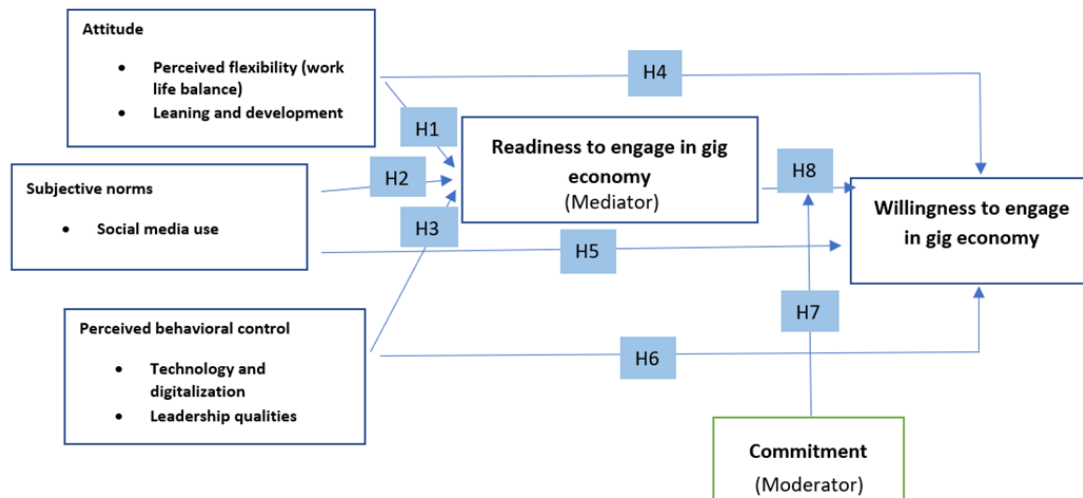 Attitude
• Perceived flexibility (work
life balance)
• Leaning and development
H4
H1
Readiness to engage in gig
economy
(Mediator)
H8
H2
Subjective norms
• Social media use
H3
Willingness to engage
in gig economy
H5
H7
Perceived behavioral control
• Technology and
digitalization
• Leadership qualities
H6
Commitment
(Moderator)